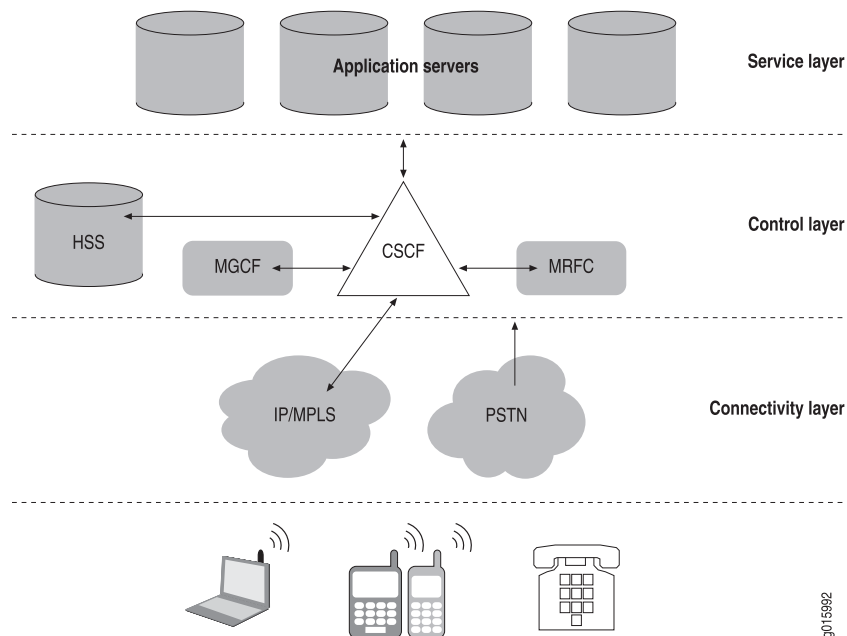 Application servers
Service layer
HSS
MGCF
CSCF
MRFC
Control layer
IP/MPLS
PSTN
Connectivity layer
g015992